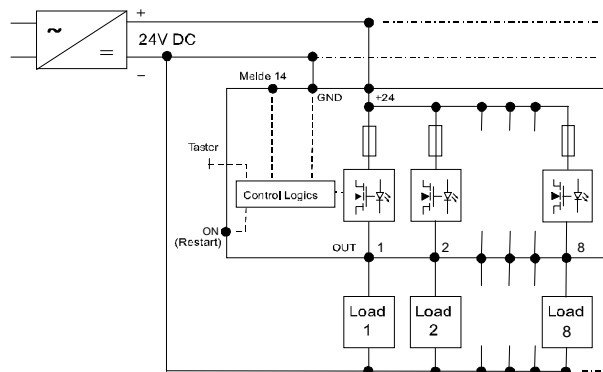 +
~
24V DC
=
−
Melde 14
GND
+24
Taster
Control Logics
ON
(Restart)
OUT
1
2
8
Load
1
Load
2
Load
8